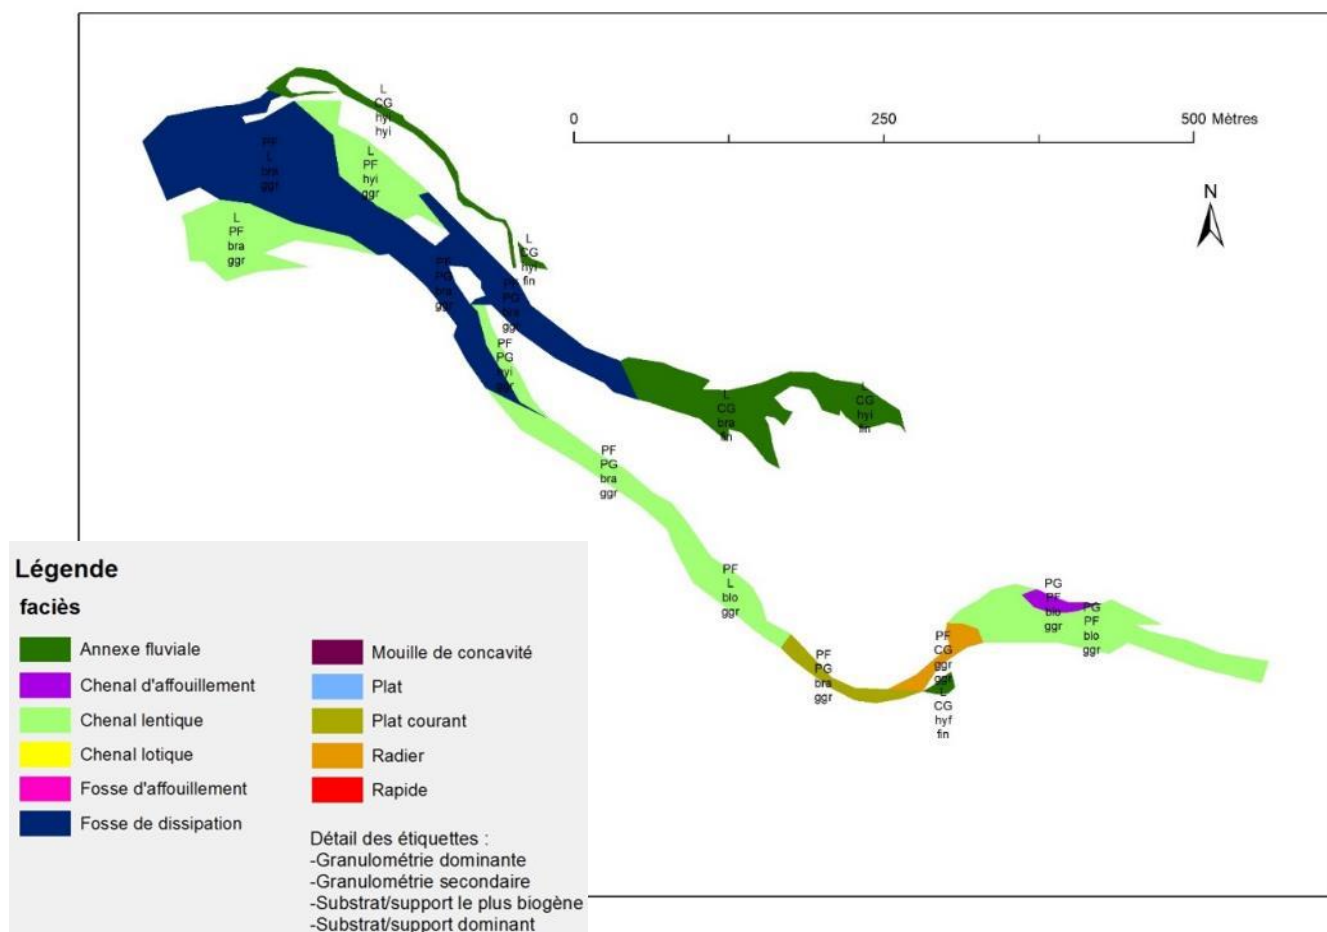 L
CG
hyi
hyi
0
250
500 Mètres
N
PF
L
bra
ggr
L
PF
hyi
ggr
L
PF
bra
ggr
L
CG
hyi
fin
PF
PG
bra
ggr
PG
bra
ggr
PF
PG
hyi
ggr
L
CG
bra
fin
L
CG
hyi
fin
PF
PG
bra
ggr
PF
L
blo
ggr
PF
PG
bra
ggr
PF
CG
ggr
ggr
L
CG
hyf
fin
PG
PF
blo
ggr
PG
PF
blo
ggr
Légende
faciès
Annexe fluviale
Chenal d'affouillement
Chenal lentique
Chenal lotique
Fosse d'affouillement
Fosse de dissipation
Mouille de concavité
Plat
Plat courant
Radier
Rapide
Détail des étiquettes :
-Granulométrie dominante
-Granulométrie secondaire
-Substrat/support le plus biogène
-Substrat/support dominant